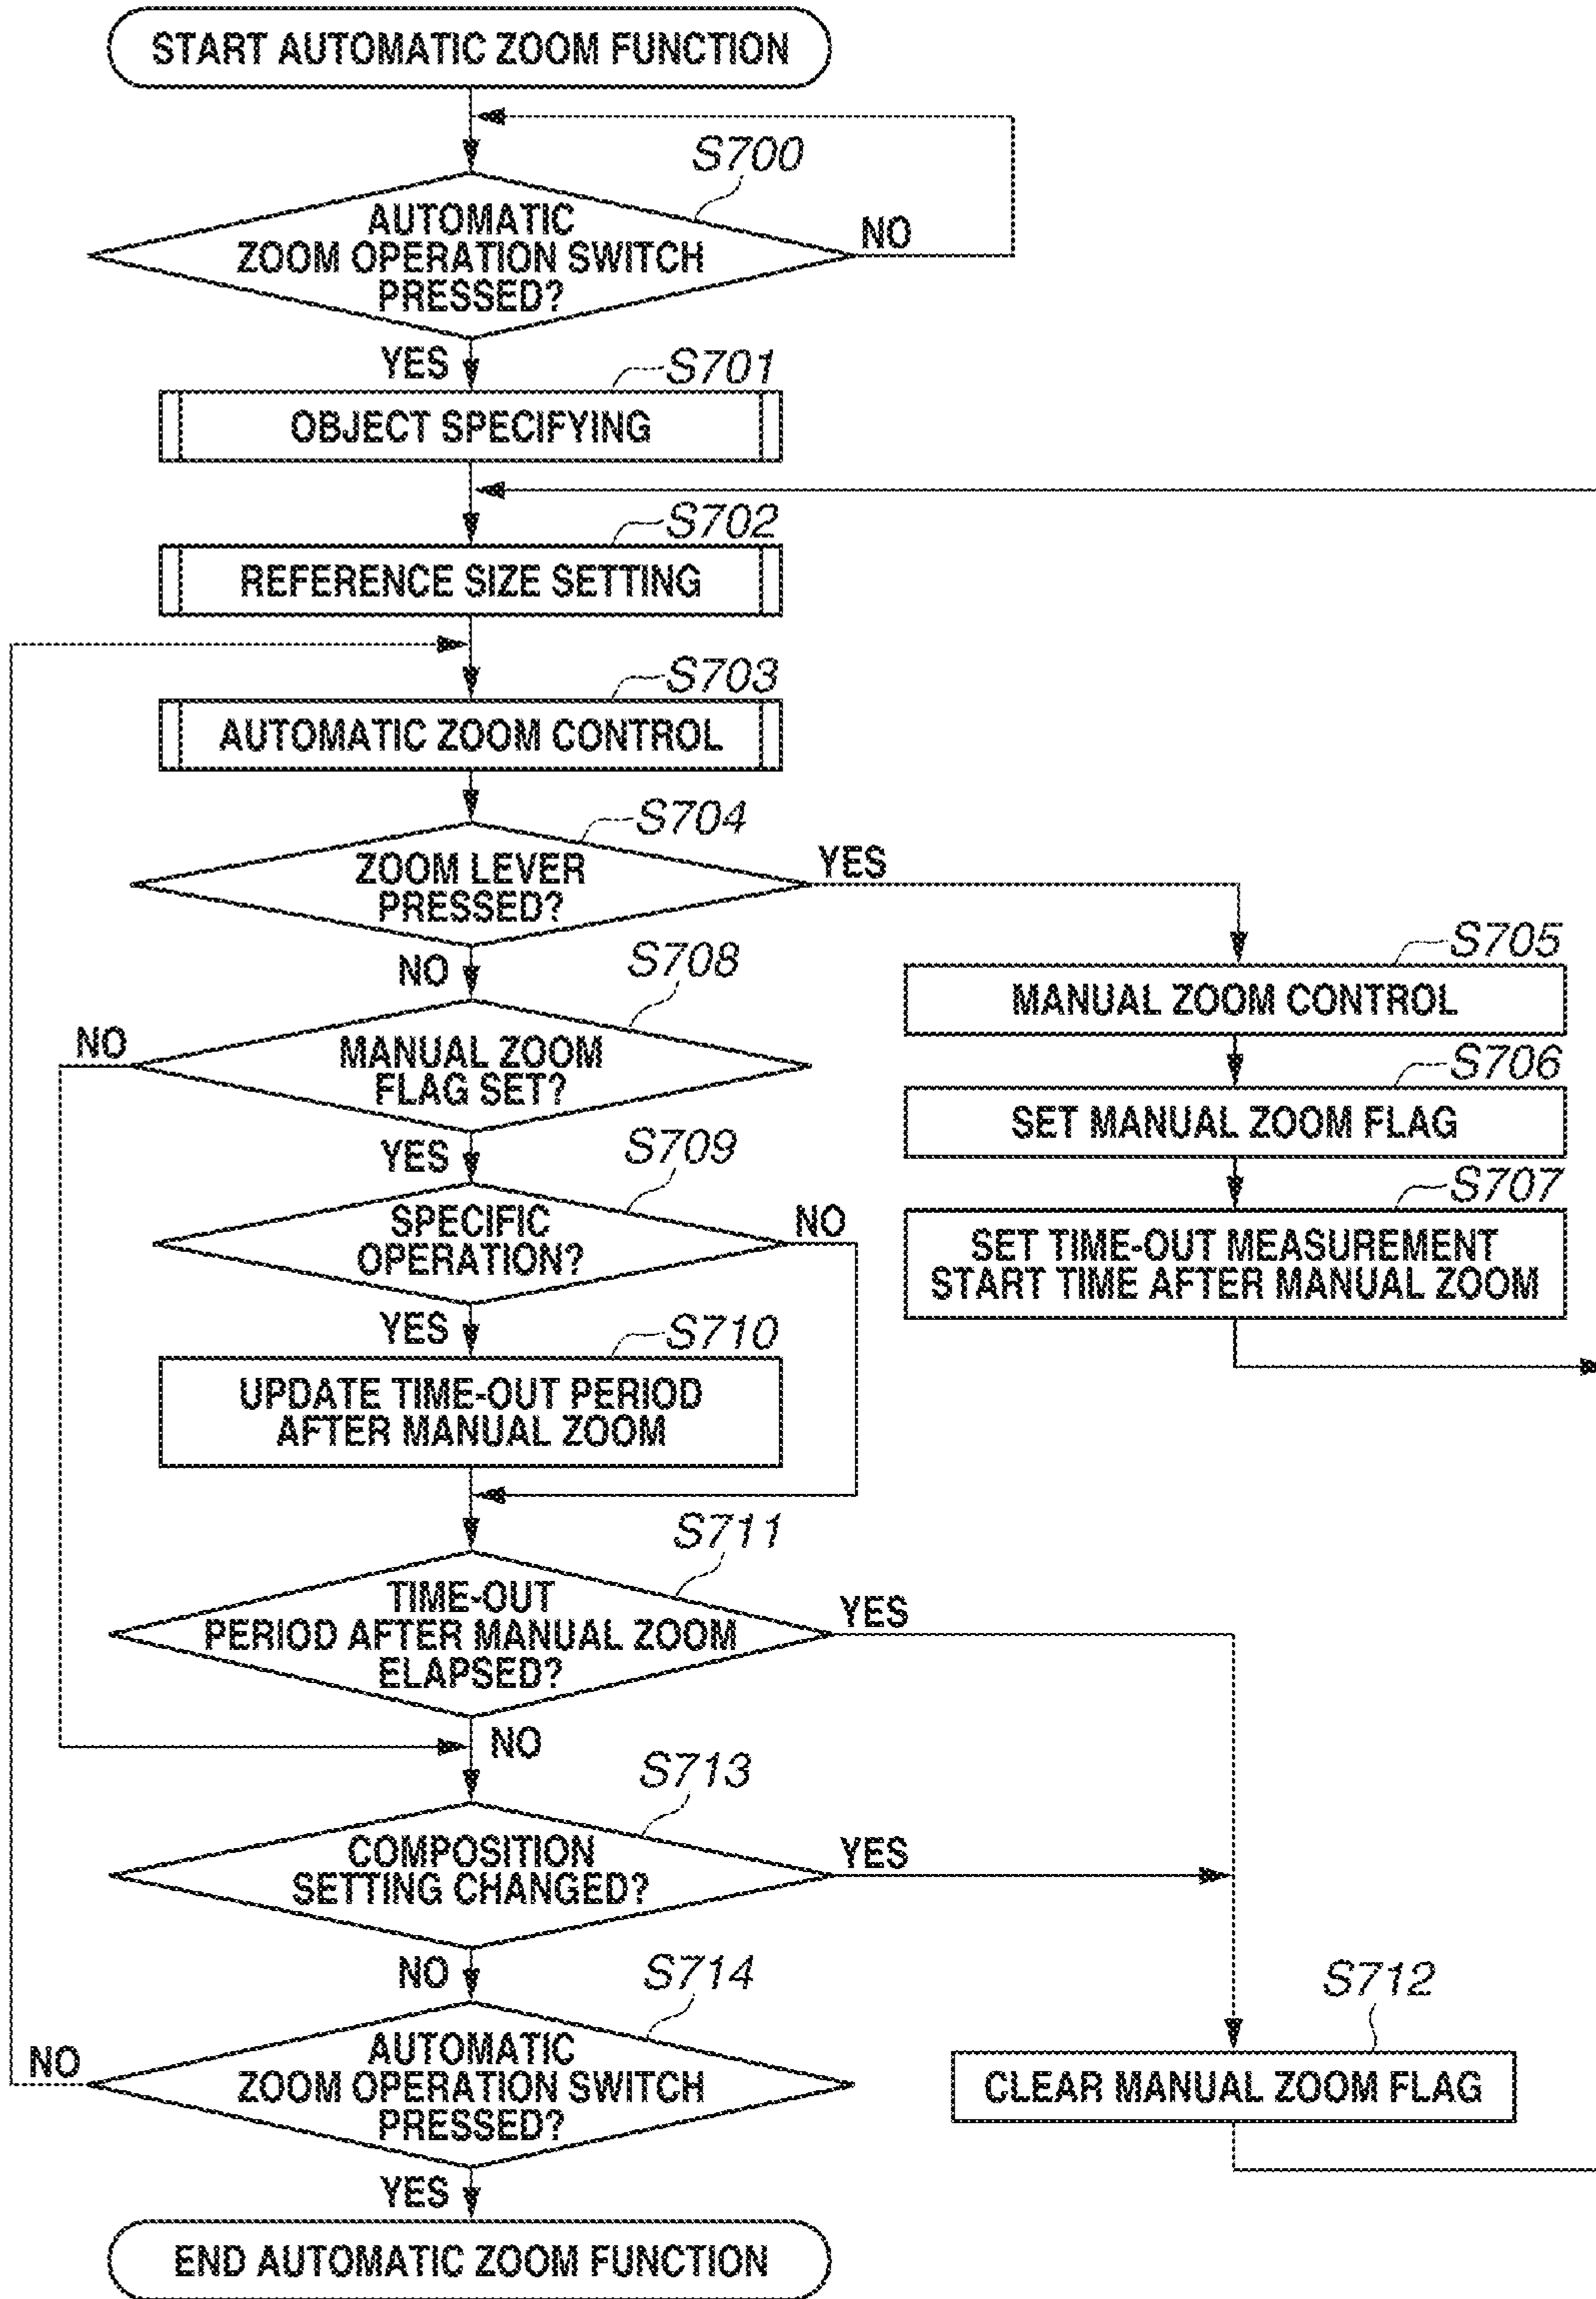 START AUTOMATIC ZOOM FUNCTION
S700
AUTOMATIC
ZOOM OPERATION SWITCH
PRESSED?
NO
YES
S701
OBJECT SPECIFYING
S702
REFERENCE SIZE SETTING
S703
AUTOMATIC ZOOM CONTROL
S704
ZOOM LEVER
PRESSED?
YES
NO
S705
MANUAL ZOOM CONTROL
S706
SET MANUAL ZOOM FLAG
S707
SET TIME-OUT MEASUREMENT
START TIME AFTER MANUAL ZOOM
S708
MANUAL ZOOM
FLAG SET?
NO
YES
S709
SPECIFIC
OPERATION?
NO
YES
S710
UPDATE TIME-OUT PERIOD
AFTER MANUAL ZOOM
S711
TIME-OUT
PERIOD AFTER MANUAL ZOOM
ELAPSED?
YES
NO
S713
COMPOSITION
SETTING CHANGED?
YES
NO
S714
AUTOMATIC
ZOOM OPERATION SWITCH
PRESSED?
NO
YES
S712
CLEAR MANUAL ZOOM FLAG
END AUTOMATIC ZOOM FUNCTION